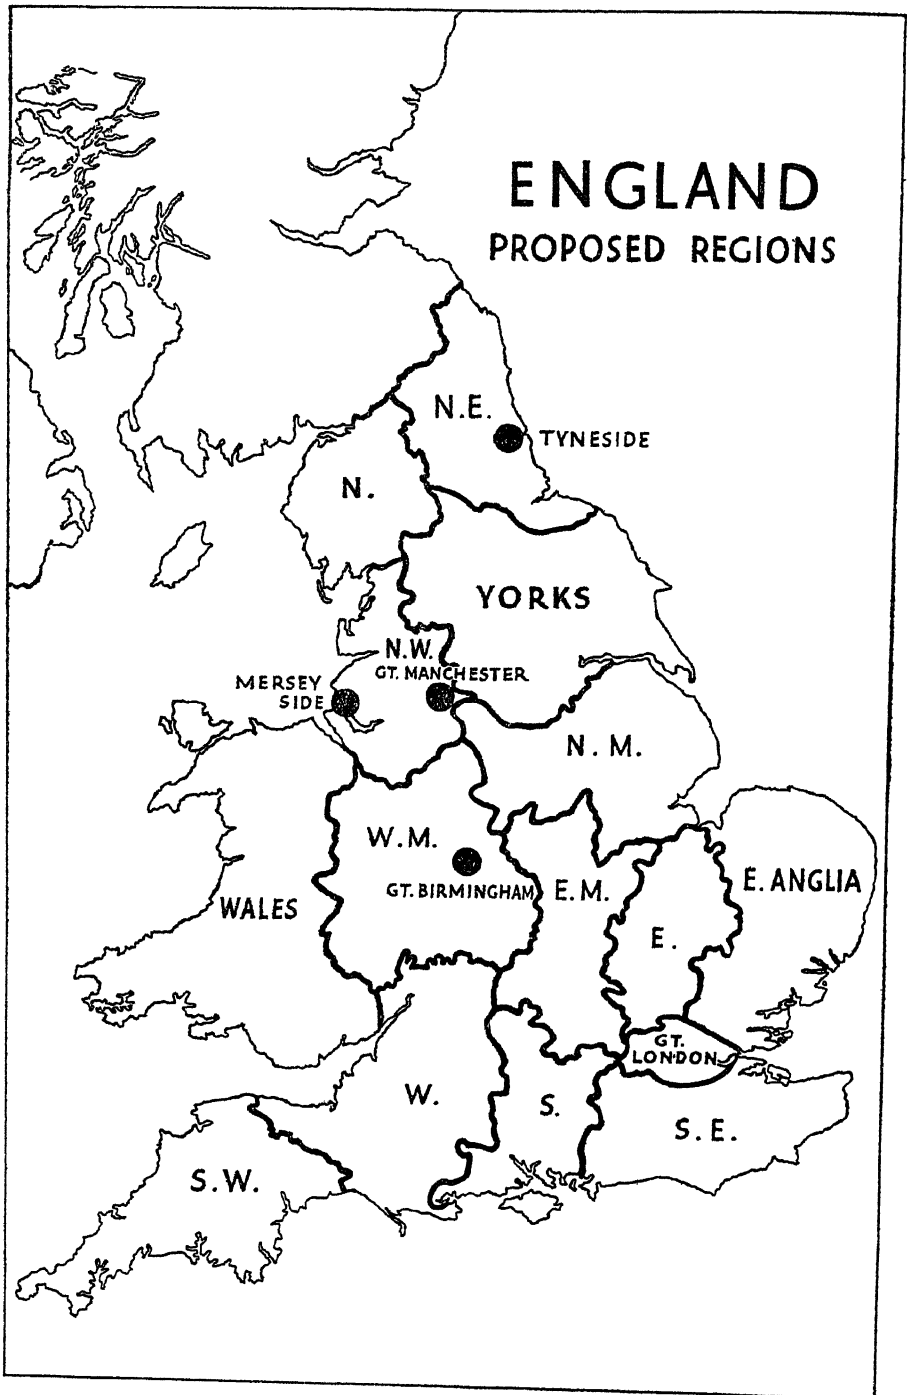 ENGLAND
PROPOSED REGIONS
N.E.
TYNESIDE
N.
YORKS
N.W.
GT. MANCHESTER
MERSEY
SIDE
N. M.
W.M.
GT. BIRMINGHAM
E.M.
E. ANGLIA
WALES
E.
GT.
LONDON
W.
S.
S.E.
S.W.